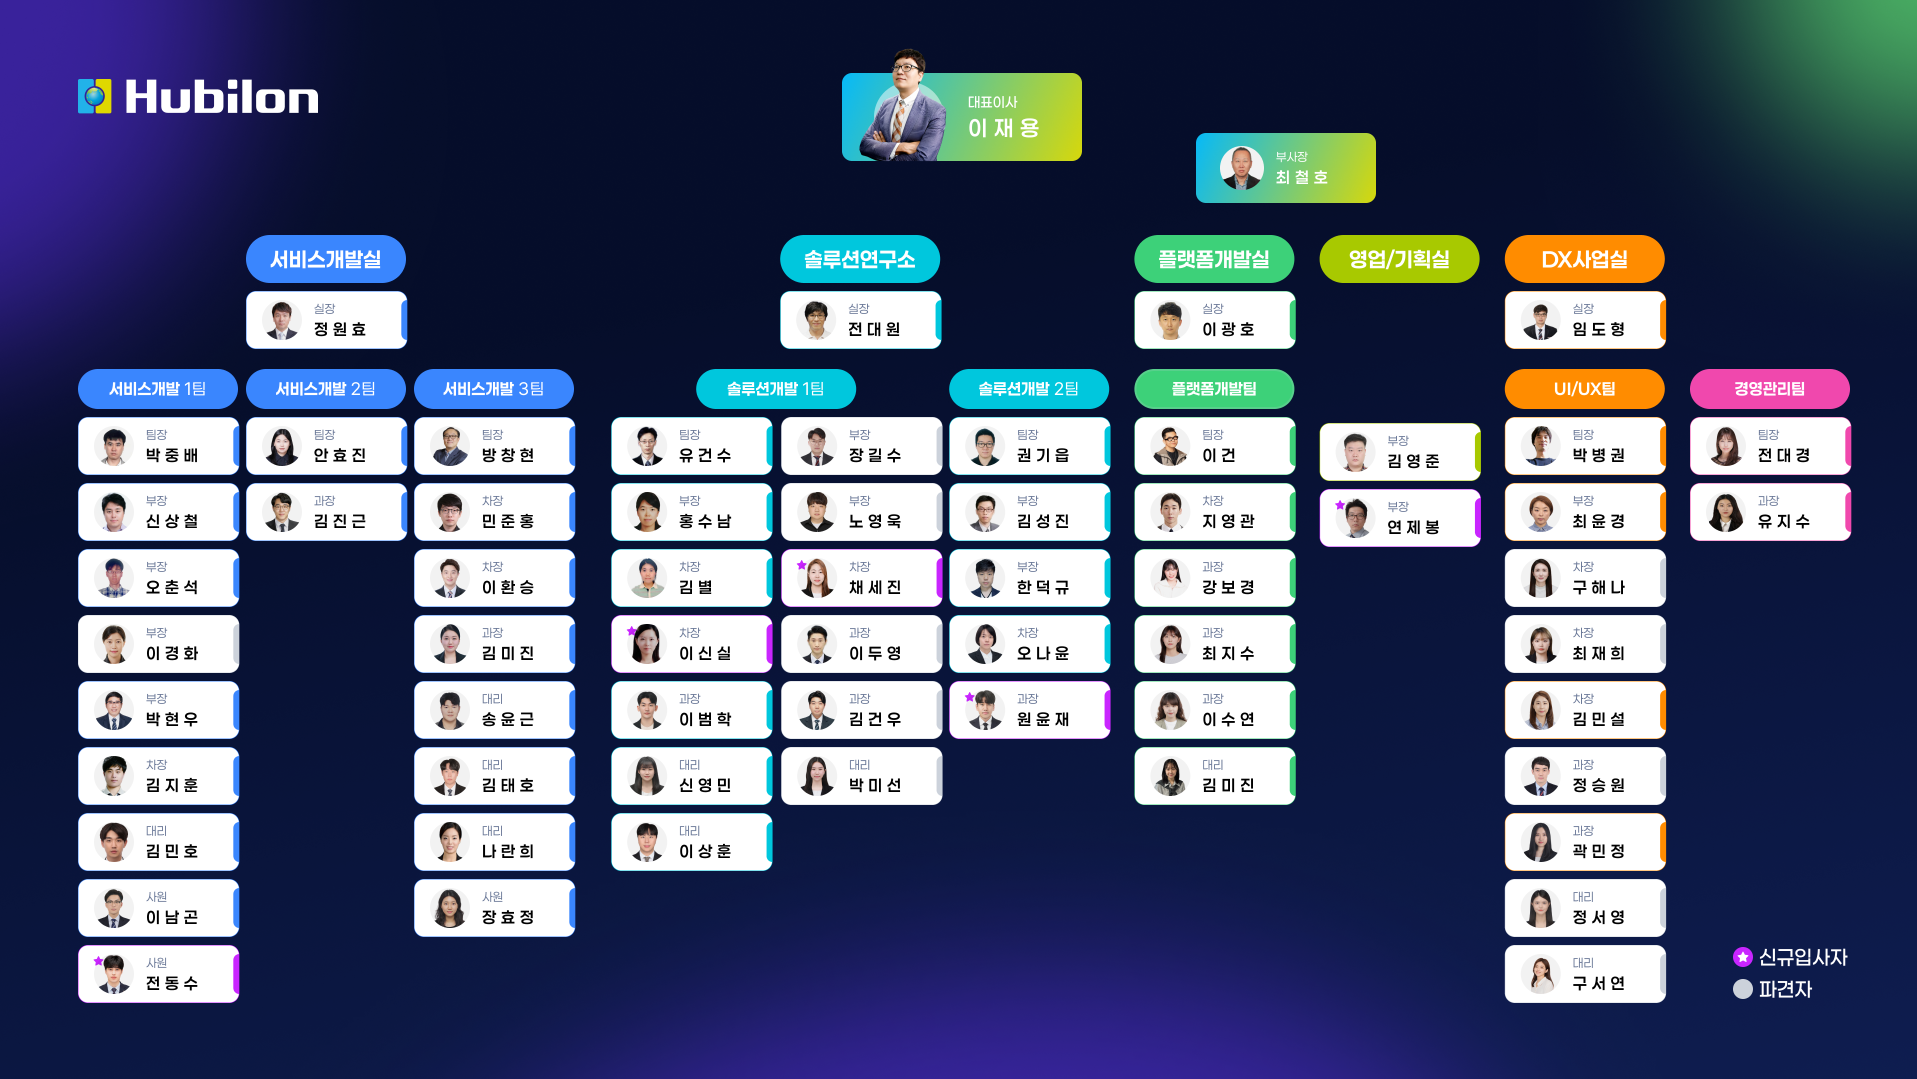 Hubilon
대표이사
이재용
부사장
최철호
서비스개발실
실장
정원효
서비스개발 1팀
팀장
박중배
부장
신상철
부장
오춘석
부장
이경화
부장
박현우
차장
김지훈
대리
김민호
사원
이남곤
사원
전동수
서비스개발 2팀
팀장
안효진
과장
김진근
서비스개발 3팀
팀장
방창현
차장
민준홍
차장
이환승
과장
김미진
대리
송윤근
대리
김태호
대리
나란희
사원
장효정
솔루션연구소
실장
전대원
솔루션개발 1팀
팀장
유건수
부장
홍수남
차장
김별
차장
이신실
과장
이범학
대리
신영민
대리
이상훈
부장
장길수
부장
노영욱
차장
채세진
과장
이두영
과장
김건우
대리
박미선
솔루션개발 2팀
팀장
권기읍
부장
김성진
부장
한덕규
차장
오나윤
과장
원윤재
플랫폼개발실
실장
이광호
플랫폼개발팀
팀장
이건
차장
지영관
과장
강보경
과장
최지수
과장
이수연
대리
김미진
영업/기획실
부장
김영준
부장
연제봉
DX사업실
실장
임도형
UI/UX팀
팀장
박병권
부장
최윤경
차장
구해나
차장
최재희
차장
김민설
과장
정승원
과장
곽민정
대리
정서영
대리
구서연
경영관리팀
팀장
전대경
과장
유지수
신규입사자
파견자